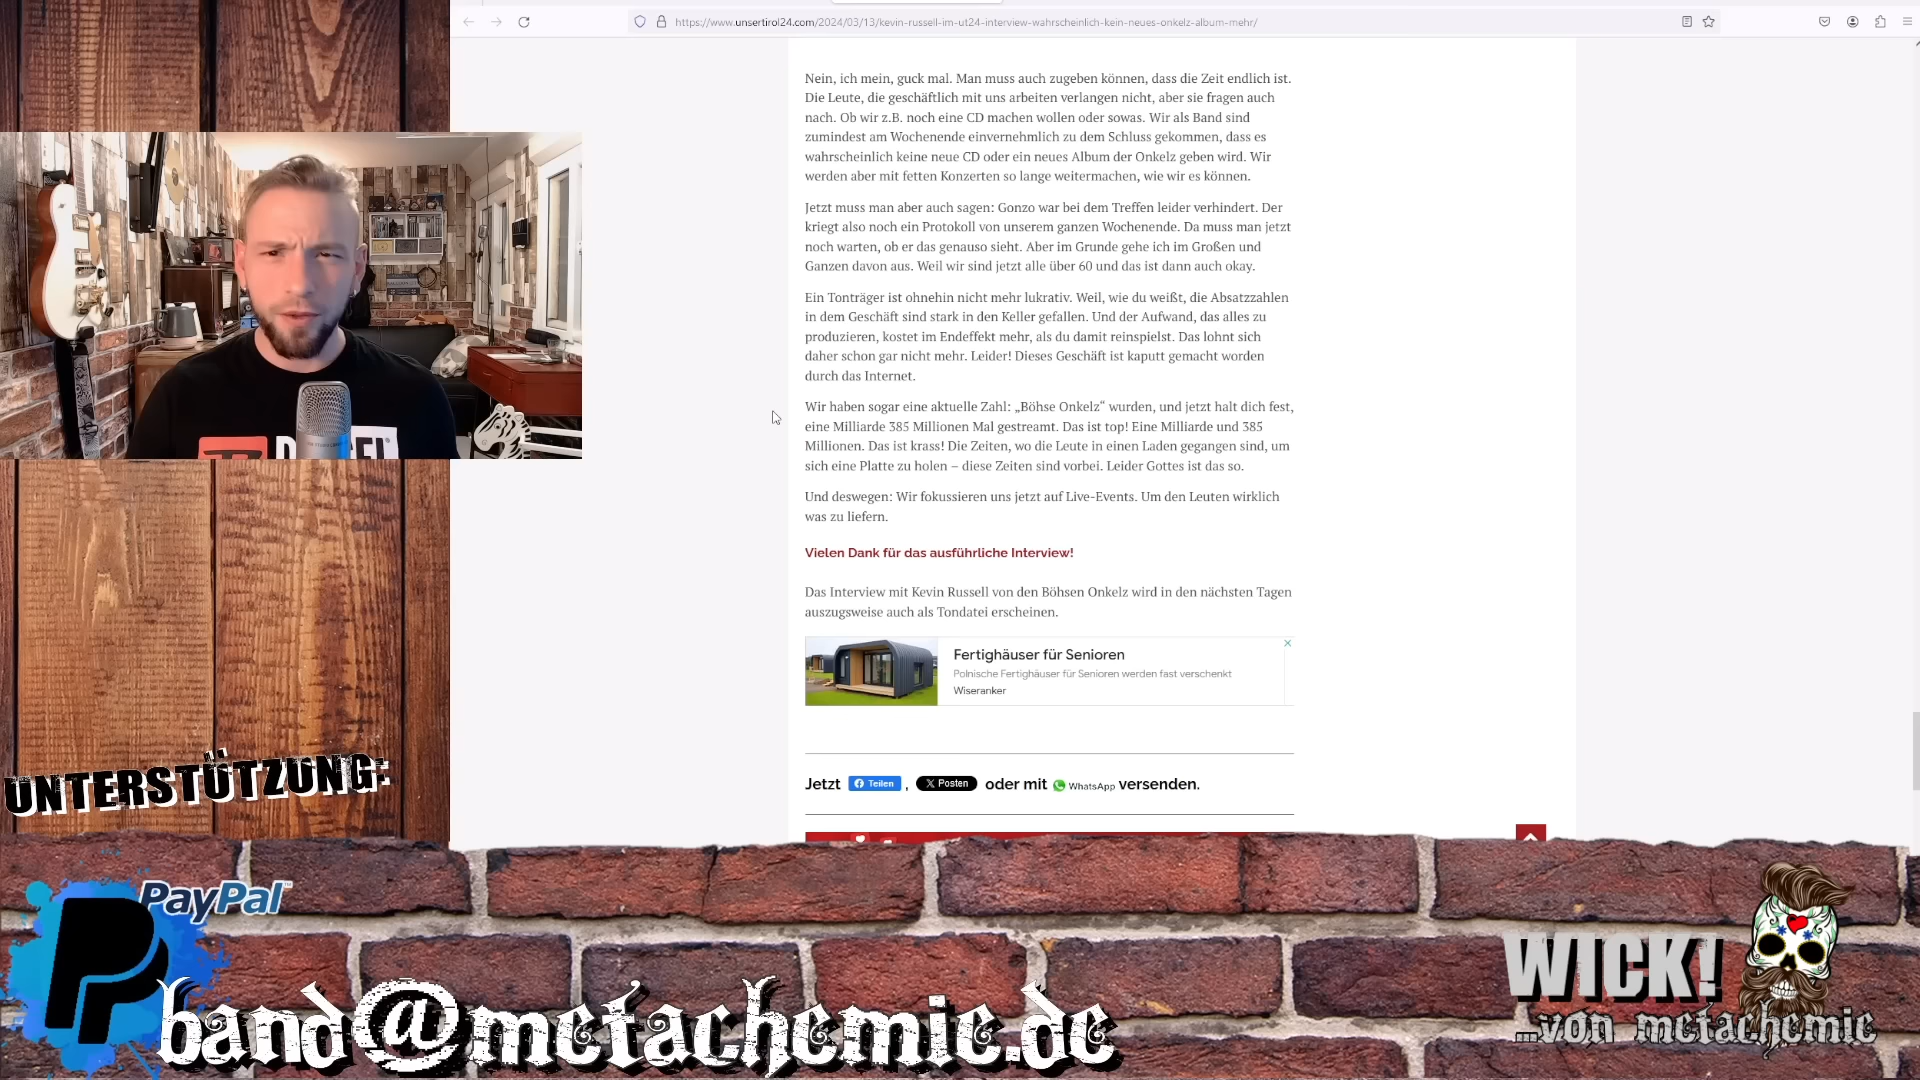 https://www.unsertirol24.com/2024/03/13/kevin-russell-im-ut24-interview-wahrscheinlich-kein-neues-onkelz-album-mehr/
Nein, ich mein, guck mal. Man muss auch zugeben können, dass die Zeit endlich ist.
Die Leute, die geschäftlich mit uns arbeiten verlangen nicht, aber sie fragen auch
nach. Ob wir z.B. noch eine CD machen wollen oder sowas. Wir als Band sind
zumindest am Wochenende einvernehmlich zu dem Schluss gekommen, dass es
wahrscheinlich keine neue CD oder ein neues Album der Onkelz geben wird. Wir
werden aber mit fetten Konzerten so lange weitermachen, wie wir es können.
Jetzt muss man aber auch sagen: Gonzo war bei dem Treffen leider verhindert. Der
kriegt also noch ein Protokoll von unserem ganzen Wochenende. Da muss man jetzt
noch warten, ob er das genauso sieht. Aber im Grunde gehe ich im Großen und
Ganzen davon aus. Weil wir sind jetzt alle über 60 und das ist dann auch okay.
Ein Tonträger ist ohnehin nicht mehr lukrativ. Weil, wie du weißt, die Absatzzahlen
in dem Geschäft sind stark in den Keller gefallen. Und der Aufwand, das alles zu
produzieren, kostet im Endeffekt mehr, als du damit reinspielst. Das lohnt sich
daher schon gar nicht mehr. Leider! Dieses Geschäft ist kaputt gemacht worden
durch das Internet.
Wir haben sogar eine aktuelle Zahl: „Böhse Onkelz“ wurden, und jetzt halt dich fest,
eine Milliarde 385 Millionen Mal gestreamt. Das ist top! Eine Milliarde und 385
Millionen. Das ist krass! Die Zeiten, wo die Leute in einen Laden gegangen sind, um
sich eine Platte zu holen – diese Zeiten sind vorbei. Leider Gottes ist das so.
Und deswegen: Wir fokussieren uns jetzt auf Live-Events. Um den Leuten wirklich
was zu liefern.
Vielen Dank für das ausführliche Interview!
Das Interview mit Kevin Russell von den Böhsen Onkelz wird in den nächsten Tagen
auszugsweise auch als Tondatei erscheinen.
Fertighäuser für Senioren
Polnische Fertighäuser für Senioren werden fast verschenkt
Wiseranker
Jetzt Teilen , X Posten oder mit WhatsApp versenden.
UNTERSTÜTZUNG:
PayPal
band@metachemie.de
WICK!
...von metachemie